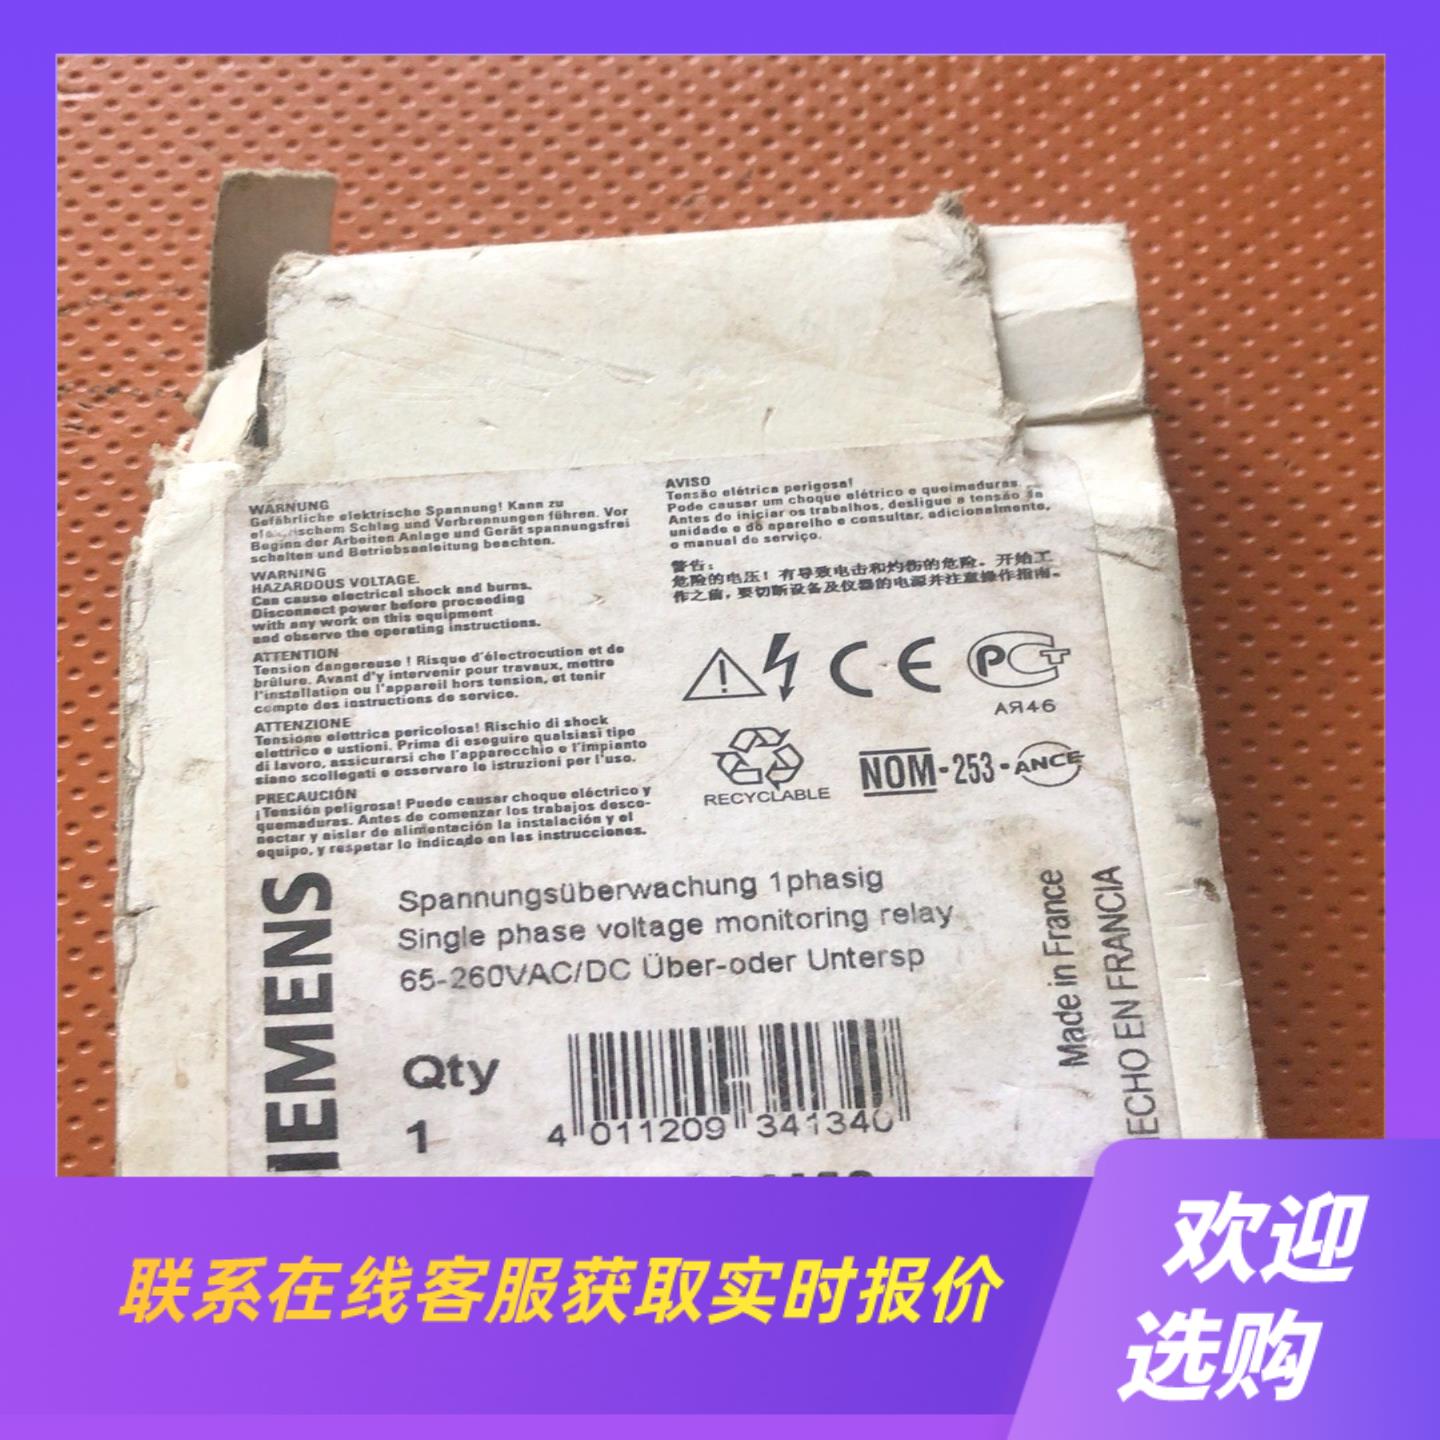 WARNUNG
Gefährliche elektrische Spannung! Kann zu
elektrischem Schlag und Verbrennungen führen. Vor
Beginn der Arbeiten Anlage und Gerät spannungsfrei
schalten und Betriebsanleitung beachten.
WARNING
HAZARDOUS VOLTAGE.
Can cause electrical shock and burns.
Disconnect power before proceeding
with any work on this equipment
and observe the operating instructions.
ATTENTION
Tension dangereuse ! Risque d'électrocution et de
brûlure. Avant d'y intervenir pour travaux, mettre
l'installation ou l'appareil hors tension, et tenir
compte des instructions de service.
ATTENZIONE
Tensione elettrica pericolosa! Rischio di shock
elettrico e ustioni. Prima di eseguire qualsiasi tipo
di lavoro, assicurarsi che l'apparecchio e l'impianto
siano scollegati e osservare le istruzioni per l'uso.
PRECAUCIÓN
¡Tensión peligrosa! Puede causar choque eléctrico y
quemaduras. Antes de comenzar los trabajos desco-
nectar y aislar de alimentación la instalación y el
equipo, y respetar lo indicado en las instrucciones.
AVISO
Tensão elétrica perigosa!
Pode causar um choque elétrico e queimaduras.
Antes de iniciar os trabalhos, desligue a tensão da
unidade e do aparelho e consultar, adicionalmente,
o manual de serviço.
警告：
危险的电压！有导致电击和灼伤的危险。开始工
作之前，要切断设备及仪器的电源并注意操作指南。
CE
PCT
АЯ46
RECYCLABLE
NOM-253-ANCE
IEMENS
Spannungsüberwachung 1phasig
Single phase voltage monitoring relay
65-260VAC/DC Über-oder Untersp
Qty
1
4 011209 341340
Made in France
ECHO EN FRANCIA
联系在线客服获取实时报价
欢迎
选购